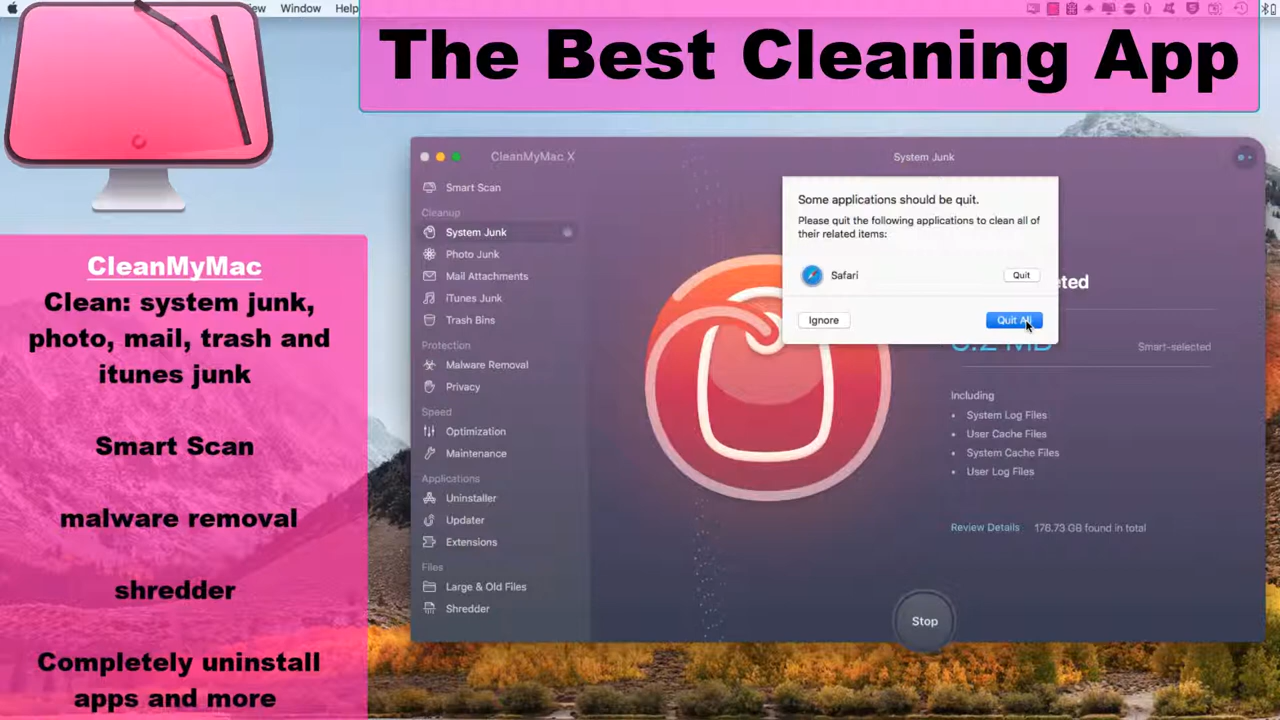 Window Help
The Best Cleaning App
CleanMyMac X
System Junk
Smart Scan
Cleanup
System Junk
Photo Junk
Mail Attachments
iTunes Junk
Trash Bins
Protection
Malware Removal
Privacy
Speed
Optimization
Maintenance
Applications
Uninstaller
Updater
Extensions
Files
Large & Old Files
Shredder
Some applications should be quit.
Please quit the following applications to clean all of
their related items:
Safari
Quit
Ignore
Quit All
Smart-selected
Including
• System Log Files
• User Cache Files
• System Cache Files
• User Log Files
Review Details 176.73 GB found in total
Stop
CleanMyMac
Clean: system junk,
photo, mail, trash and
itunes junk
Smart Scan
malware removal
shredder
Completely uninstall
apps and more